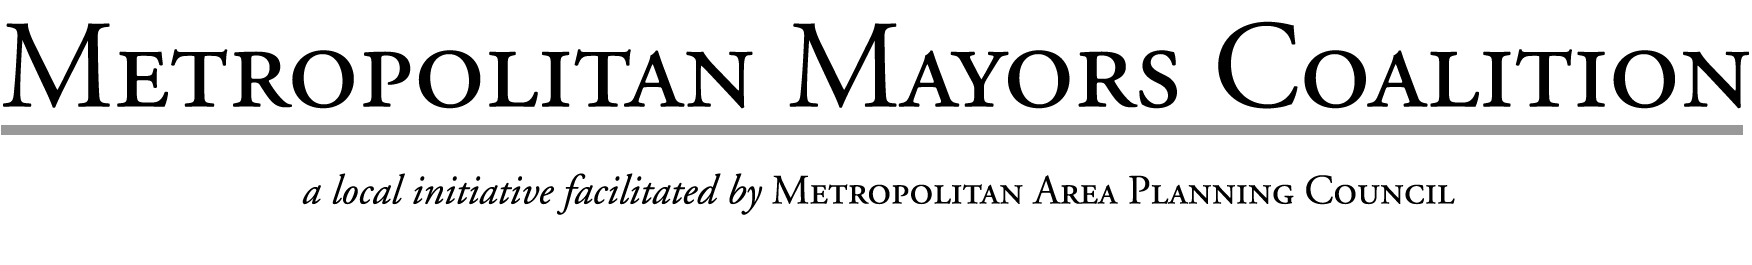 Metropolitan Mayors Coalition
a local initiative facilitated by Metropolitan Area Planning Council